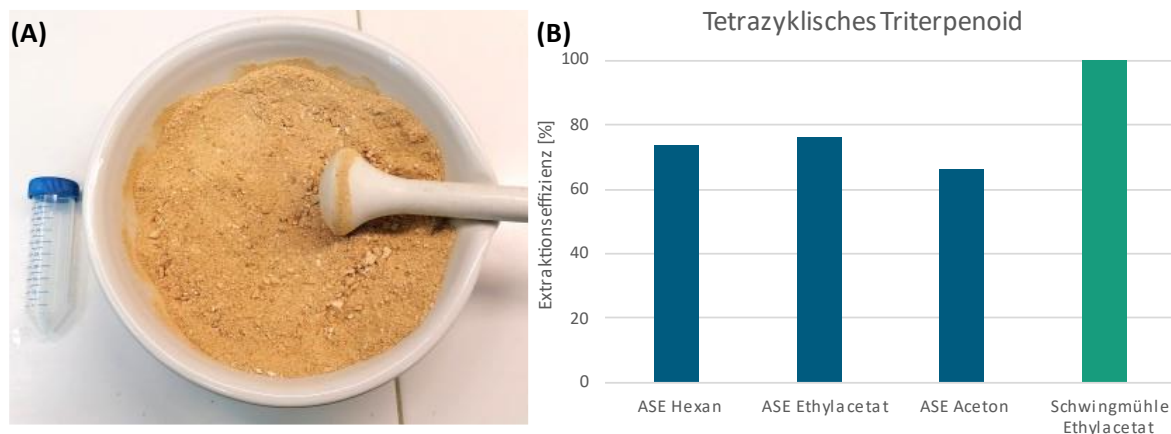 (A)
(B)
Tetrazyklisches Triterpenoid
Extraktionseffizienz [%]
100
80
60
40
20
0
ASE Hexan
ASE Ethylacetat
ASE Aceton
Schwingmühle
Ethylacetat